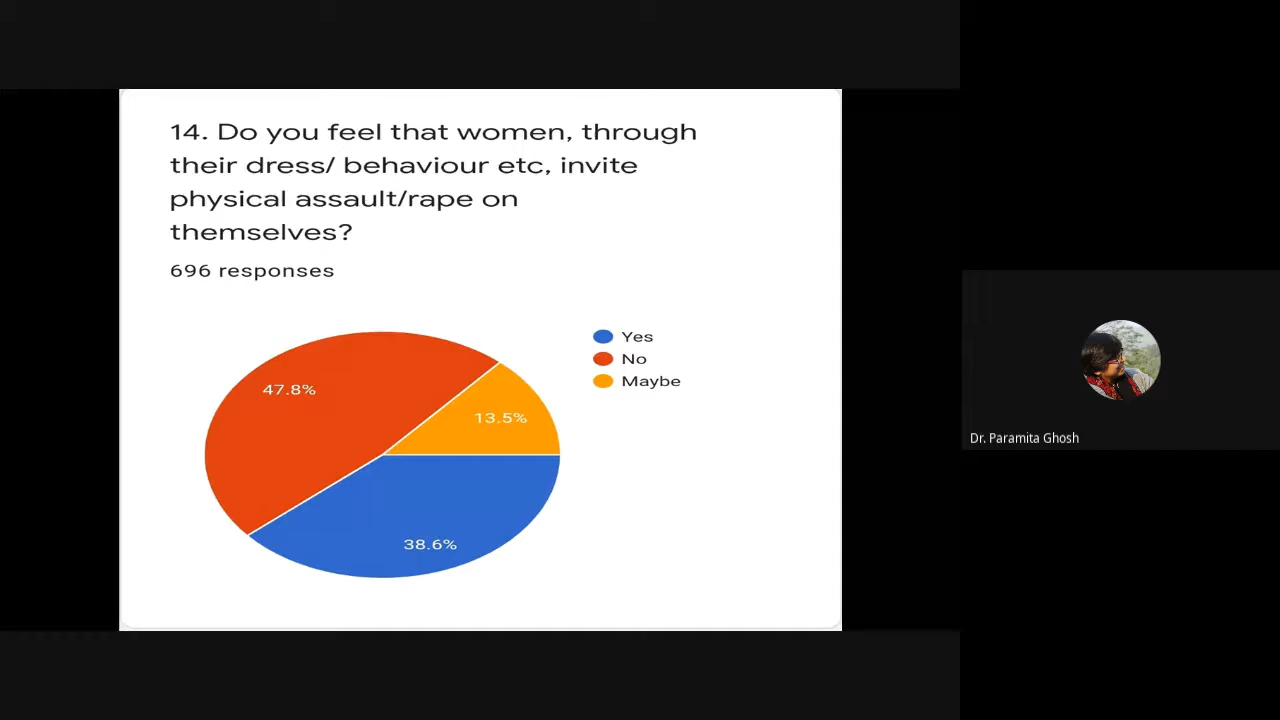 14. Do you feel that women, through
their dress/ behaviour etc, invite
physical assault/rape on
themselves?
696 responses
Yes
No
Maybe
47.8%
13.5%
38.6%
Dr. Paramita Ghosh